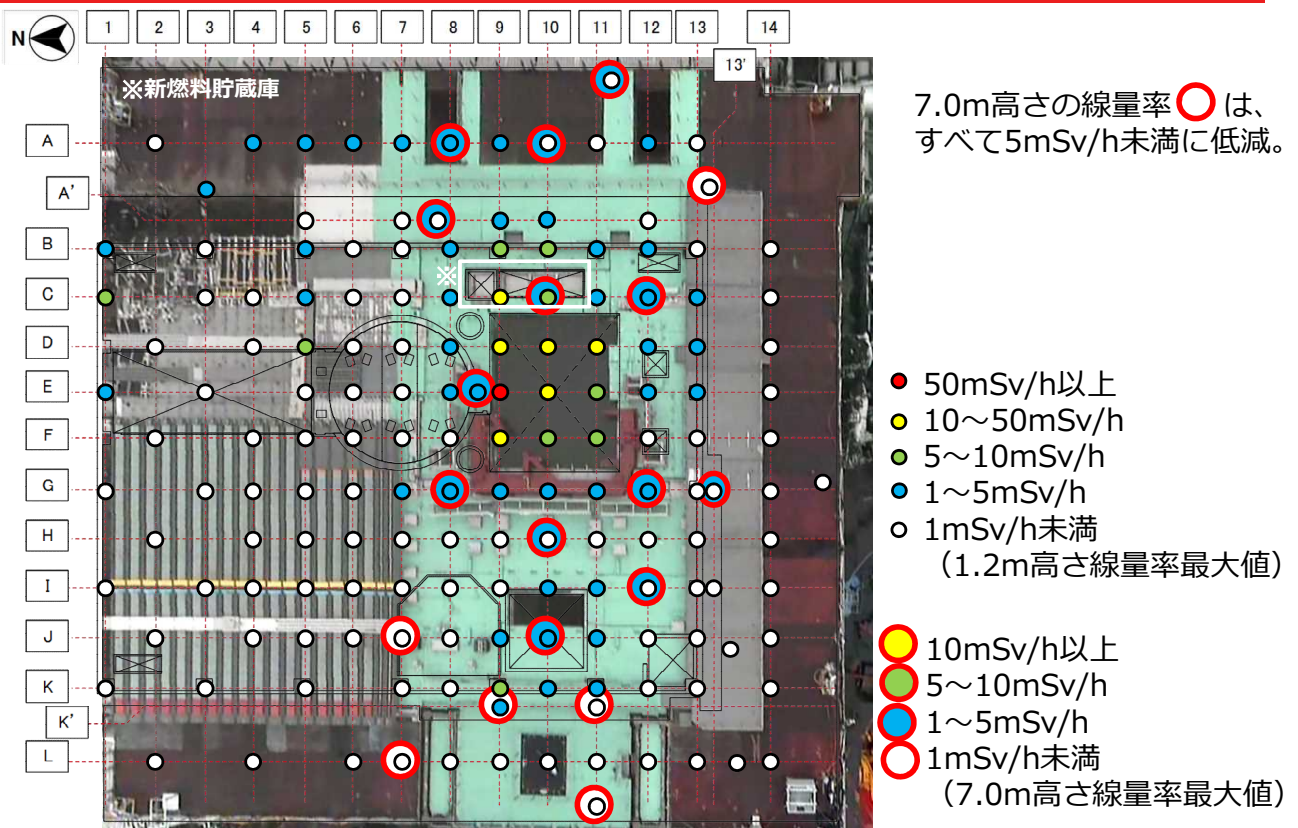 N
1 2 3 4 5 6 7 8 9 10 11 12 13 14
13'
※新燃料貯蔵庫
7.0m高さの線量率 は、
すべて5mSv/h未満に低減。
A
A’
B
※
C
D
E
F
G
H
I
J
K
K’
L
50mSv/h以上
10～50mSv/h
5～10mSv/h
1～5mSv/h
1mSv/h未満
（1.2m高さ線量率最大値）
10mSv/h以上
5～10mSv/h
1～5mSv/h
1mSv/h未満
（7.0m高さ線量率最大値）